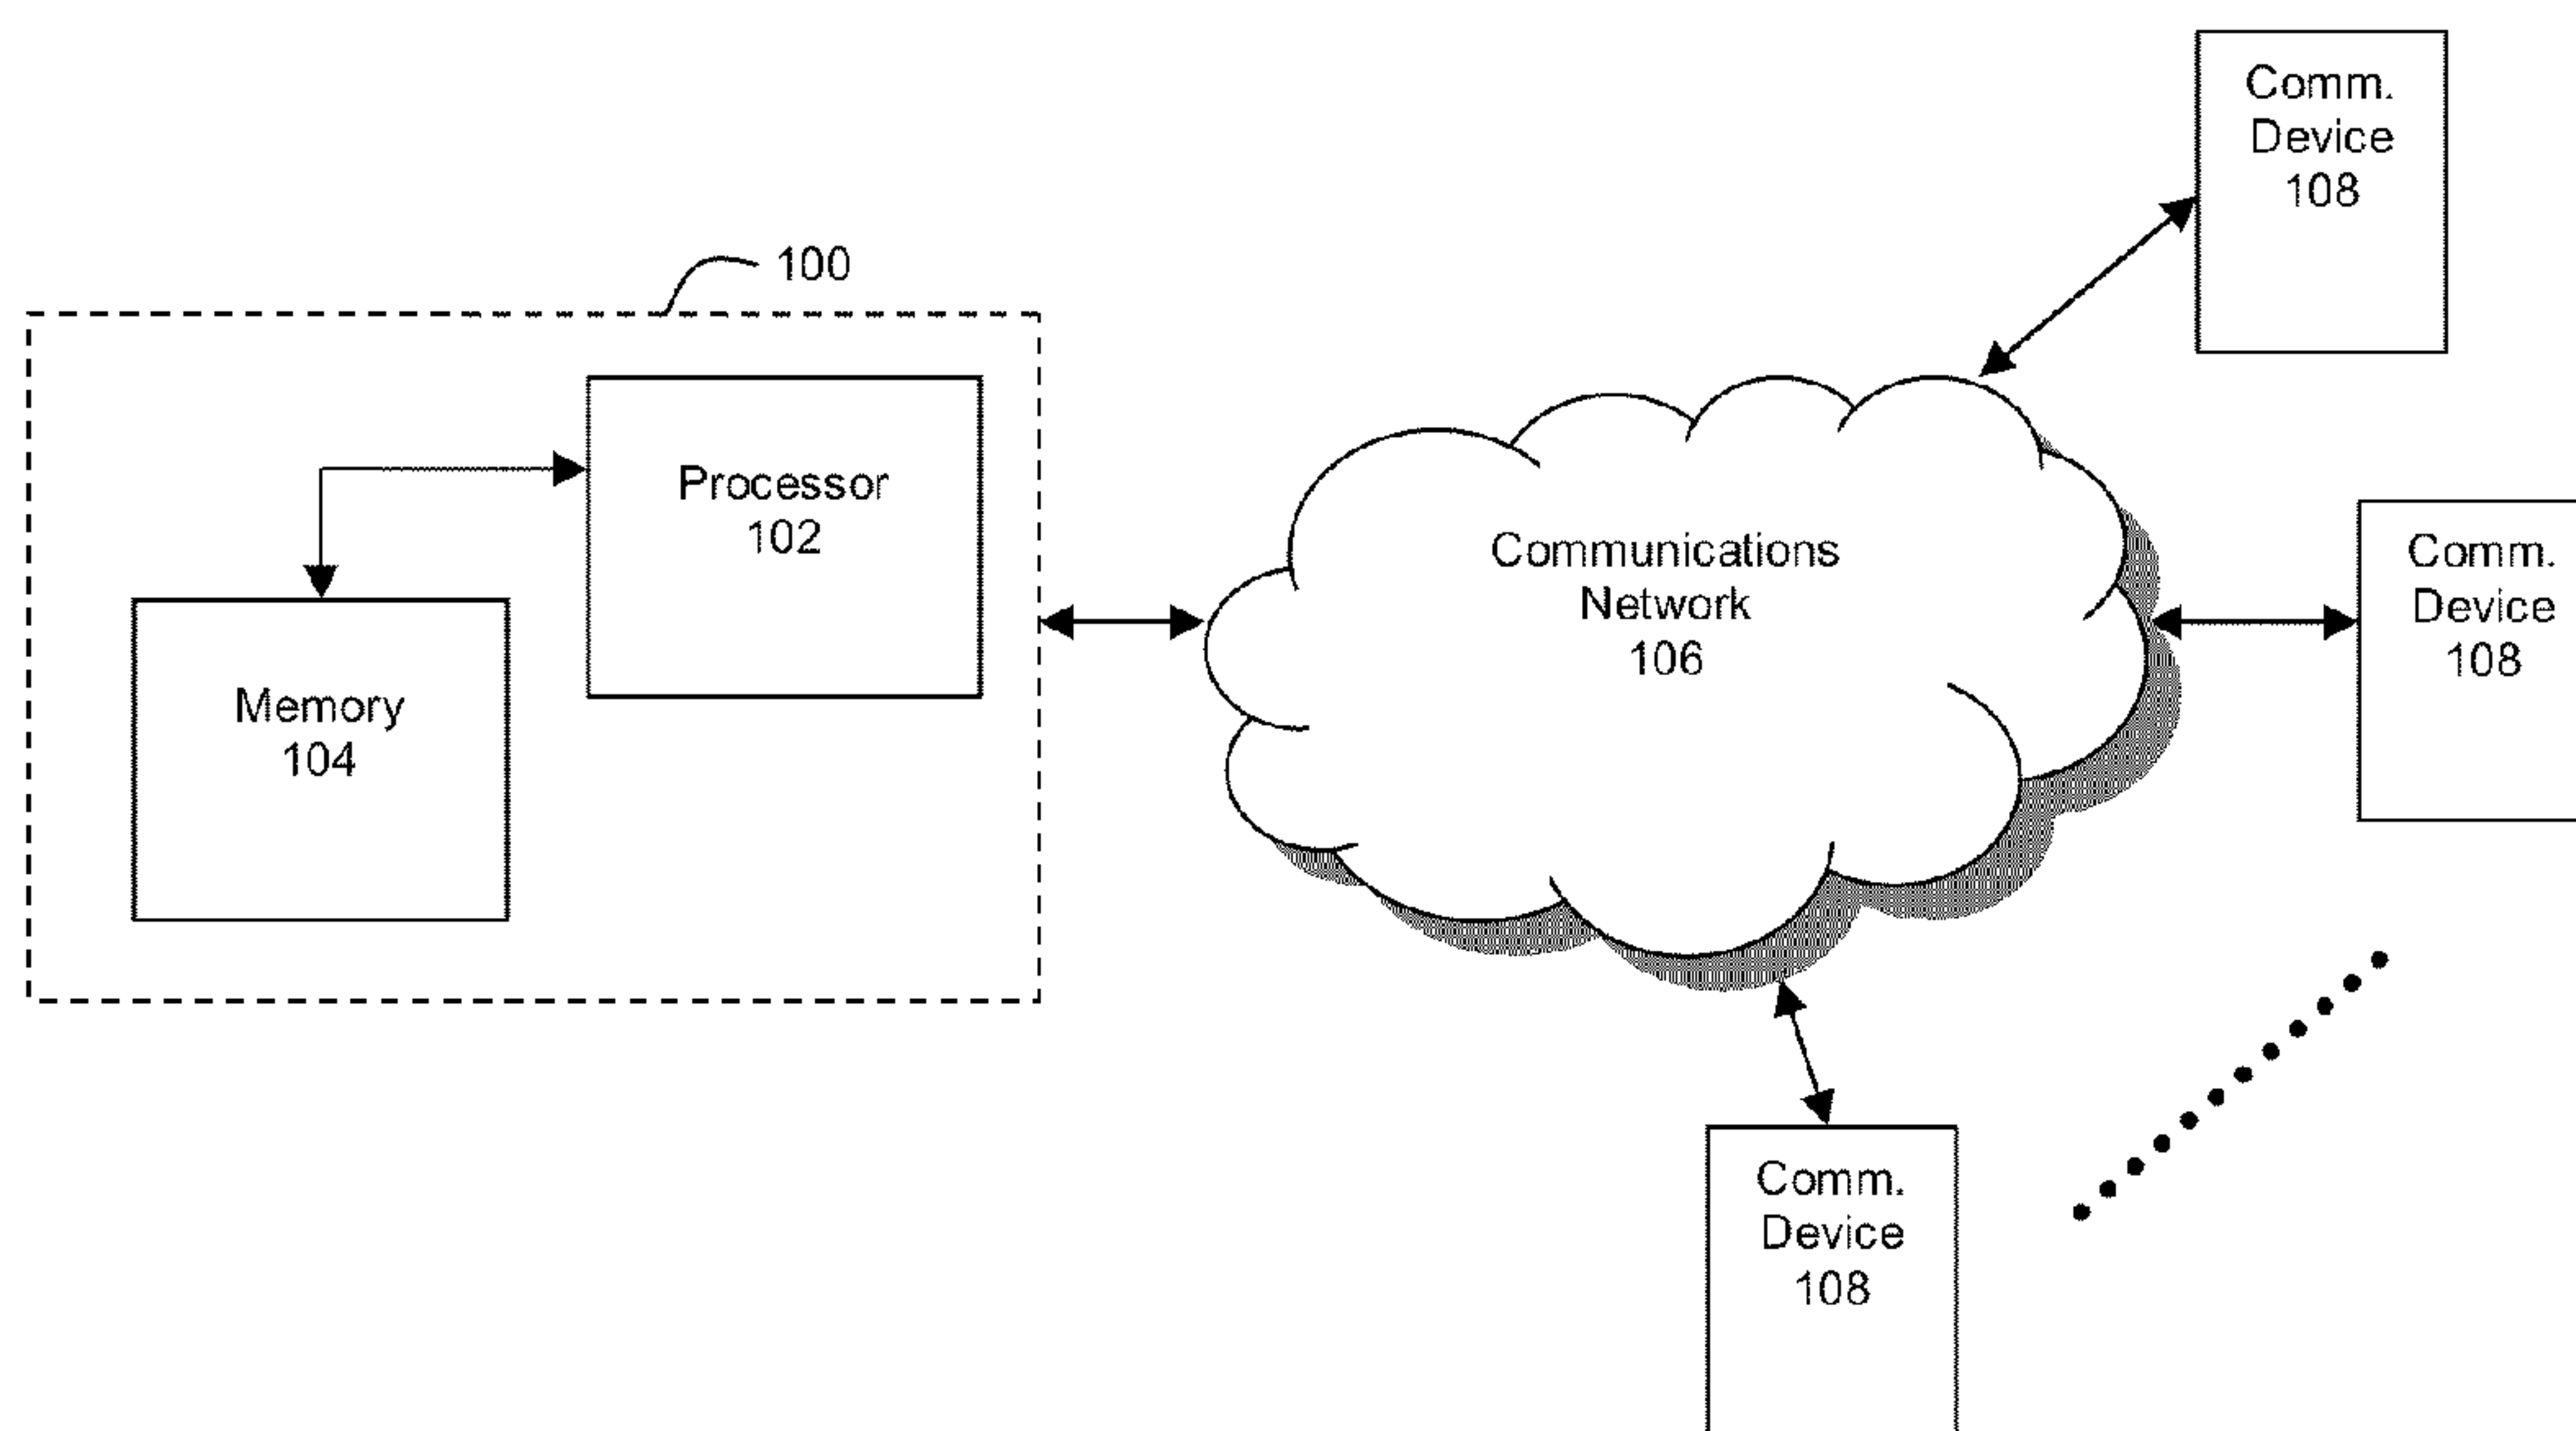 Comm.
Device
108
100
Processor
102
Memory
104
Communications
Network
106
Comm.
Device
108
Comm.
Device
108